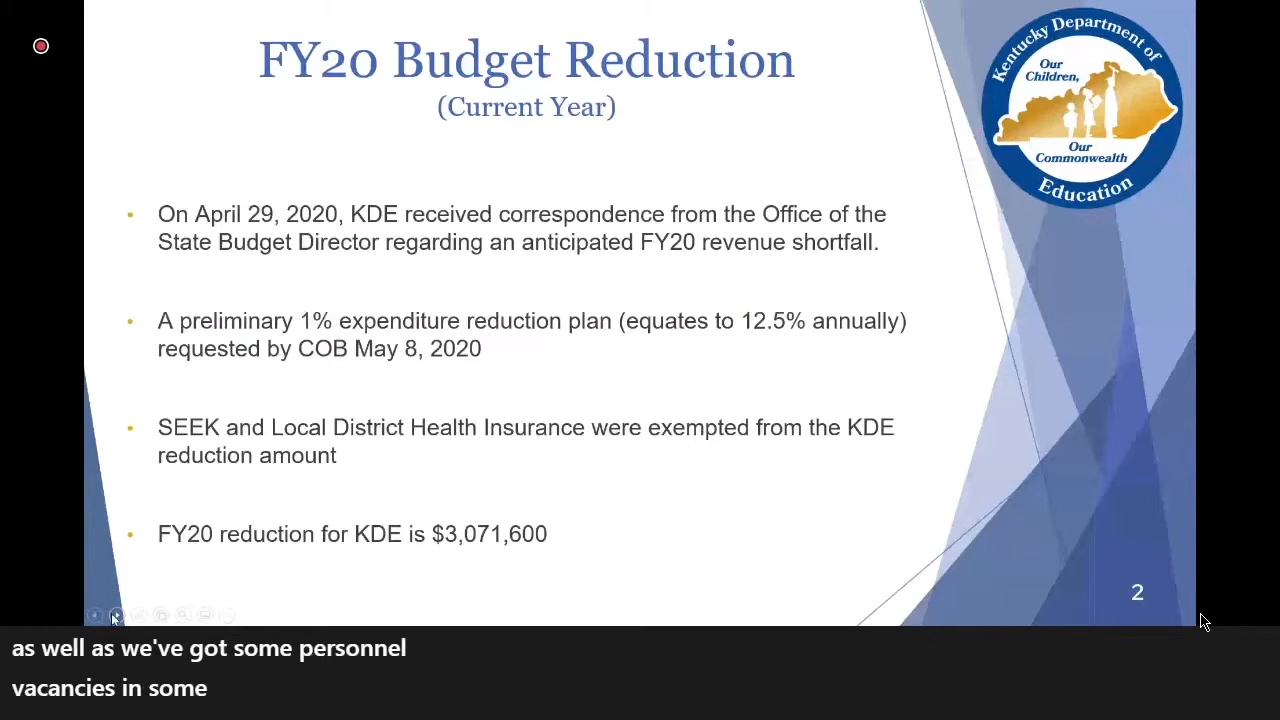 FY20 Budget Reduction
(Current Year)
Kentucky Department of
Our
Children,
Our
Commonwealth
Education
• On April 29, 2020, KDE received correspondence from the Office of the
State Budget Director regarding an anticipated FY20 revenue shortfall.
• A preliminary 1% expenditure reduction plan (equates to 12.5% annually)
requested by COB May 8, 2020
• SEEK and Local District Health Insurance were exempted from the KDE
reduction amount
• FY20 reduction for KDE is $3,071,600
2
as well as we've got some personnel
vacancies in some